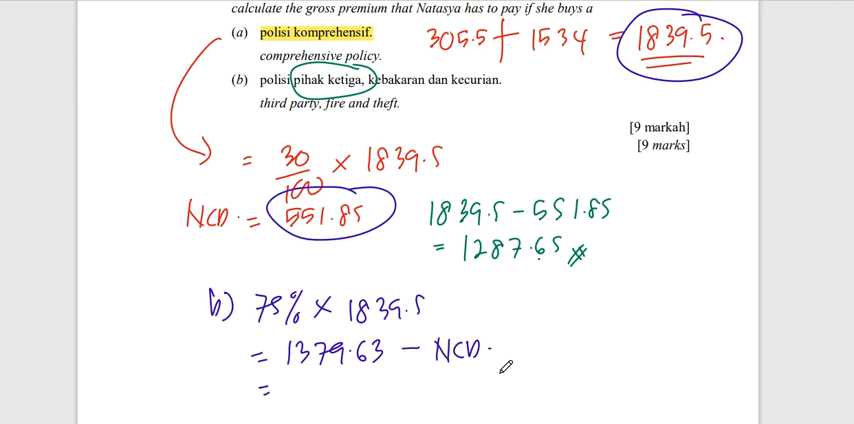 calculate the gross premium that Natasya has to pay if she buys a
(a) polisi komprehensif.
305.5 + 1534 = 1839.5.
comprehensive policy.
(b) polisi pihak ketiga, kebakaran dan kecurian.
third party, fire and theft.
[9 markah]
[9 marks]
= 30/100 × 1839.5
NCD. = 551.85
1839.5 - 551.85
= 1287.65
b) 75% × 1839.5
= 1379.63 - NCD.
=